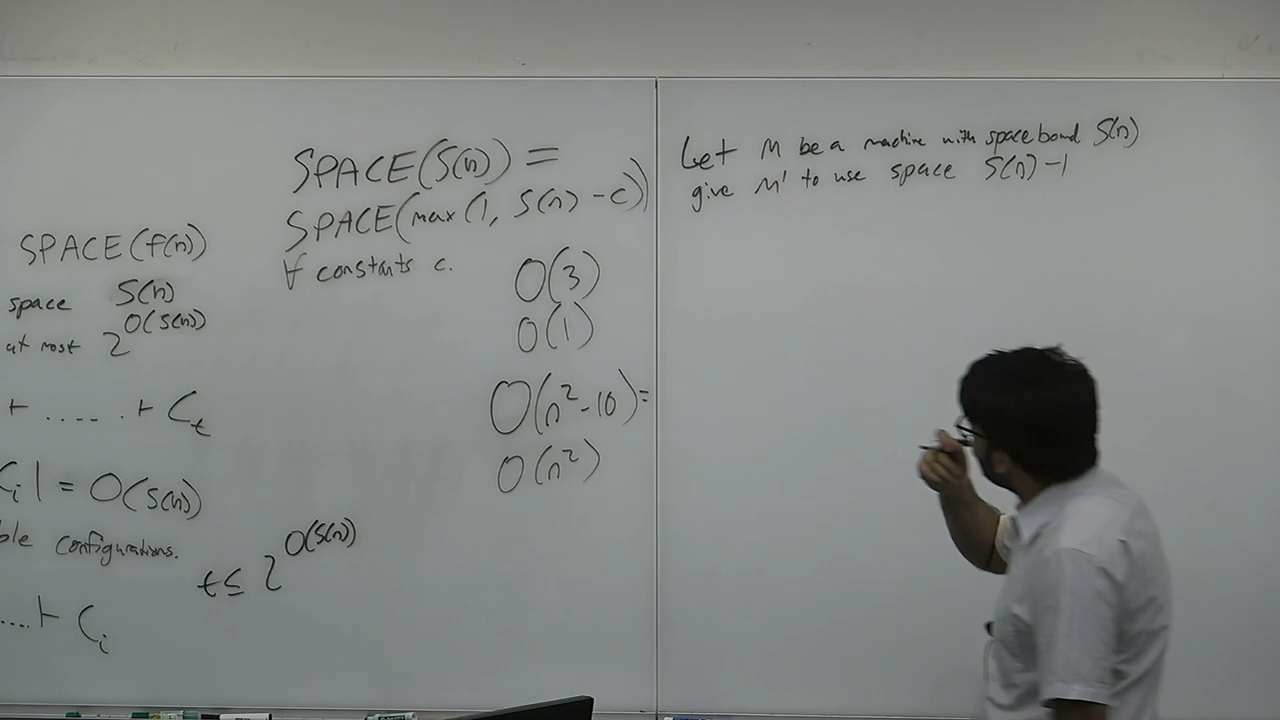 SPACE(f(n))
space S(n)
at most 2^O(S(n))
⊢ ..... ⊢ C_t
C_i| = O(S(n))
configurations.
t ≤ 2^O(S(n))
....⊢ C_i
SPACE(S(n)) =
SPACE(max(1, S(n) - c))
∀ constants c.
O(3)
O(1)
O(n²-10) =
O(n²)
Let M be a machine with space bound S(n)
give M' to use space S(n)-1